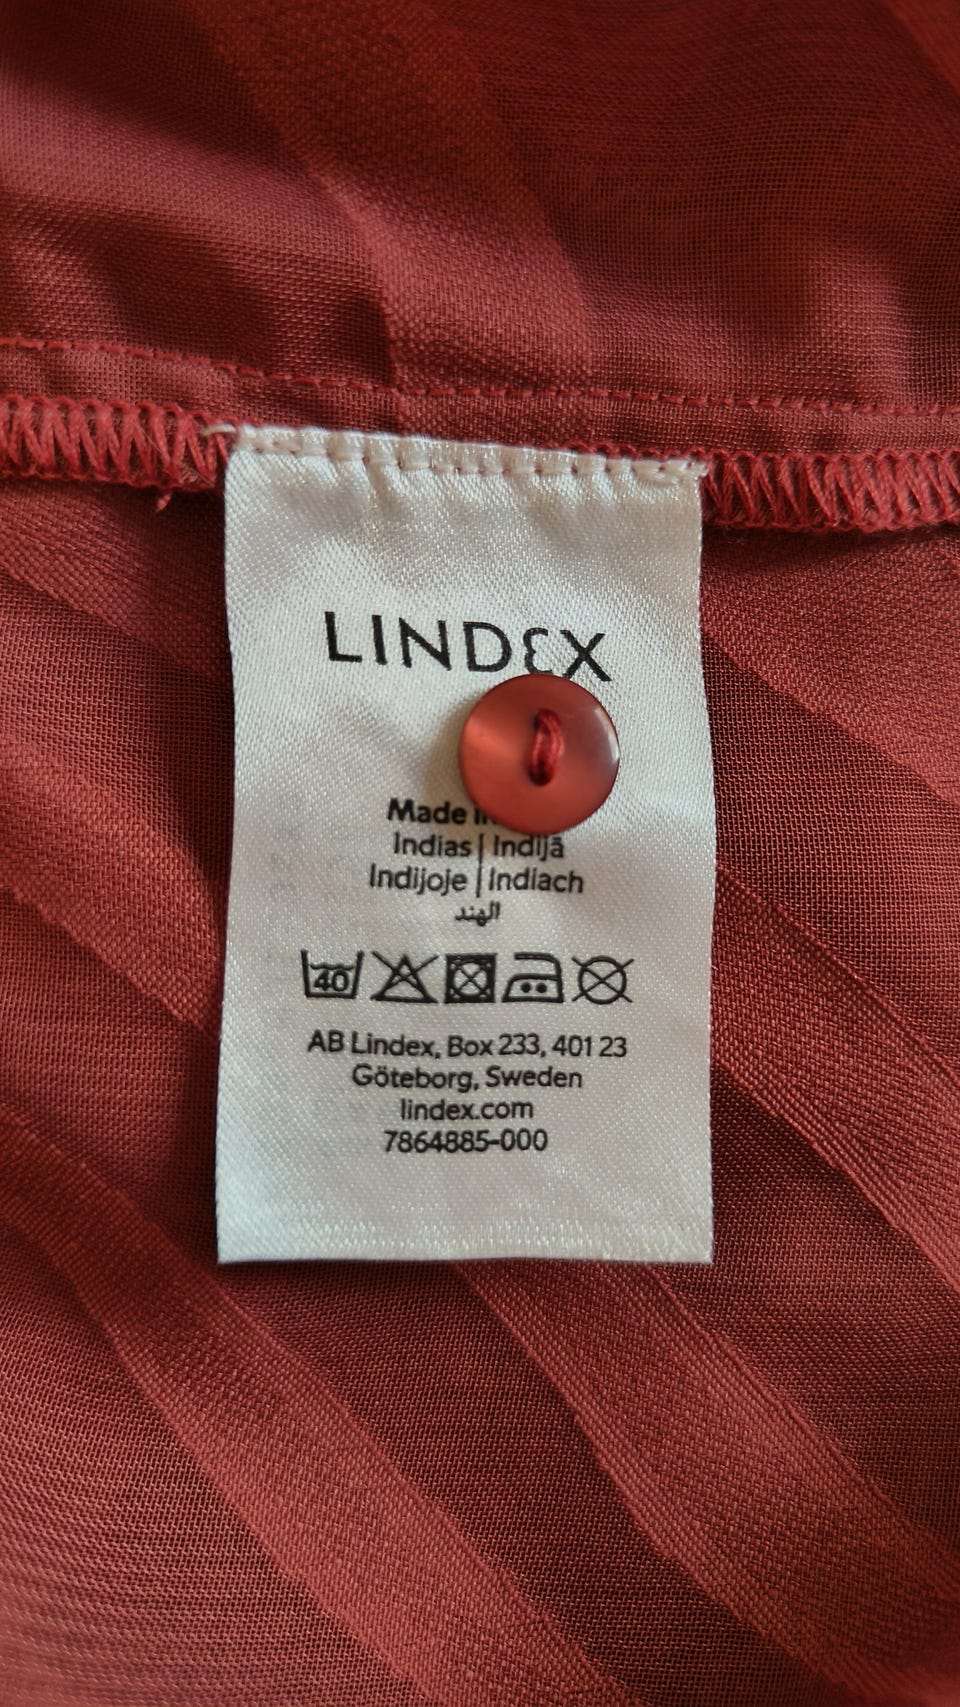 LINDEX
Made
Indias | Indijā
Indijoje | Indiach
الهند
40
AB Lindex, Box 233, 401 23
Göteborg, Sweden
lindex.com
7864885-000